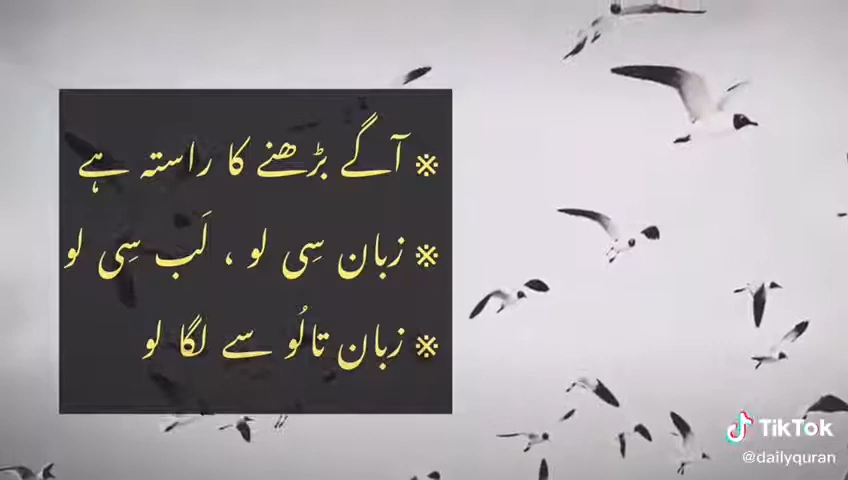 ※ آگے بڑھنے کا راستہ ہے
※ زبان سِی لو ، لَب سِی لو
※ زبان تالُو سے لگا لو
TikTok
@dailyquran